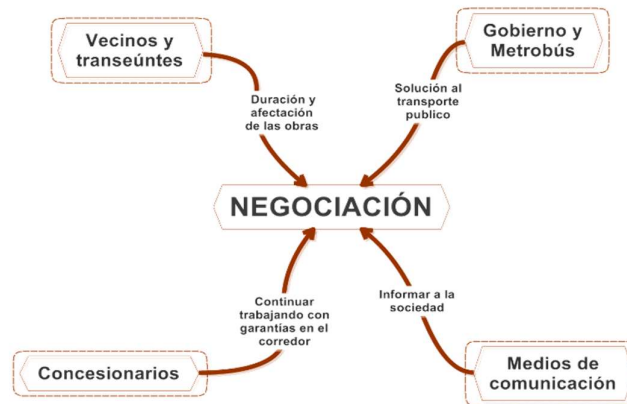 Vecinos y
transeúntes
Gobierno y
Metrobús
Duración y
afectación
de las obras
Solución al
transporte
publico
NEGOCIACIÓN
Continuar
trabajando con
garantías en el
corredor
Informar a la
sociedad
Concesionarios
Medios de
comunicación